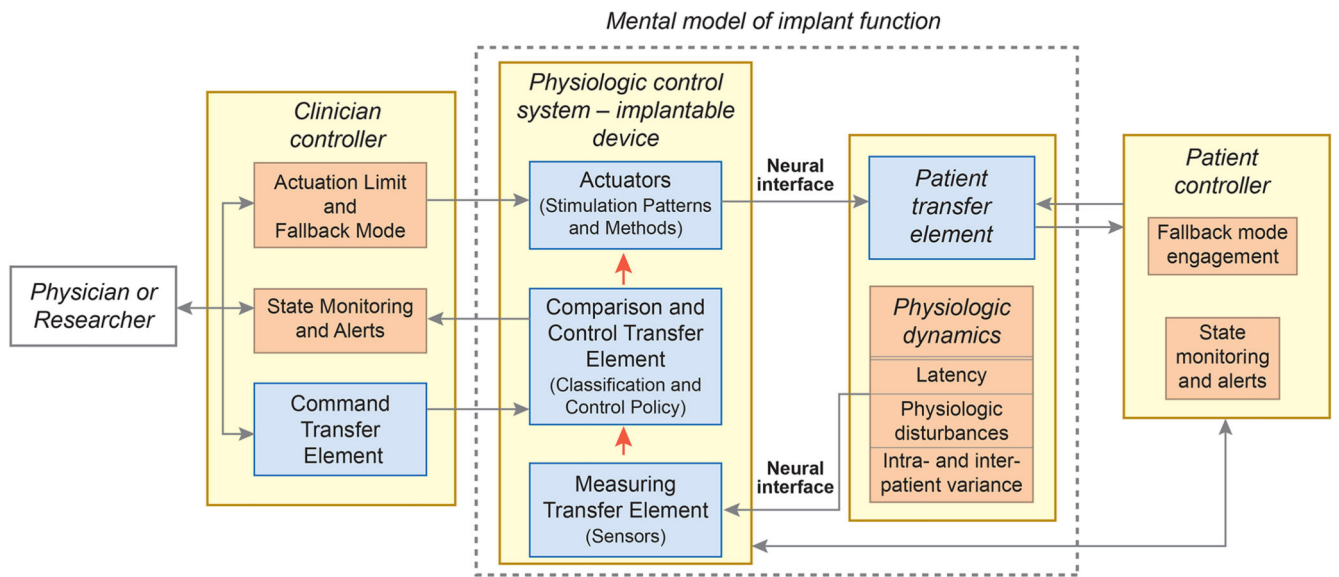 Mental model of implant function
Physician or
Researcher
Clinician
controller
Actuation Limit
and
Fallback Mode
State Monitoring
and Alerts
Command
Transfer
Element
Physiologic control
system – implantable
device
Actuators
(Stimulation Patterns
and Methods)
Comparison and
Control Transfer
Element
(Classification and
Control Policy)
Measuring
Transfer Element
(Sensors)
Neural
interface
Neural
interface
Patient
transfer
element
Physiologic
dynamics
Latency
Physiologic
disturbances
Intra- and inter-
patient variance
Patient
controller
Fallback mode
engagement
State
monitoring
and alerts